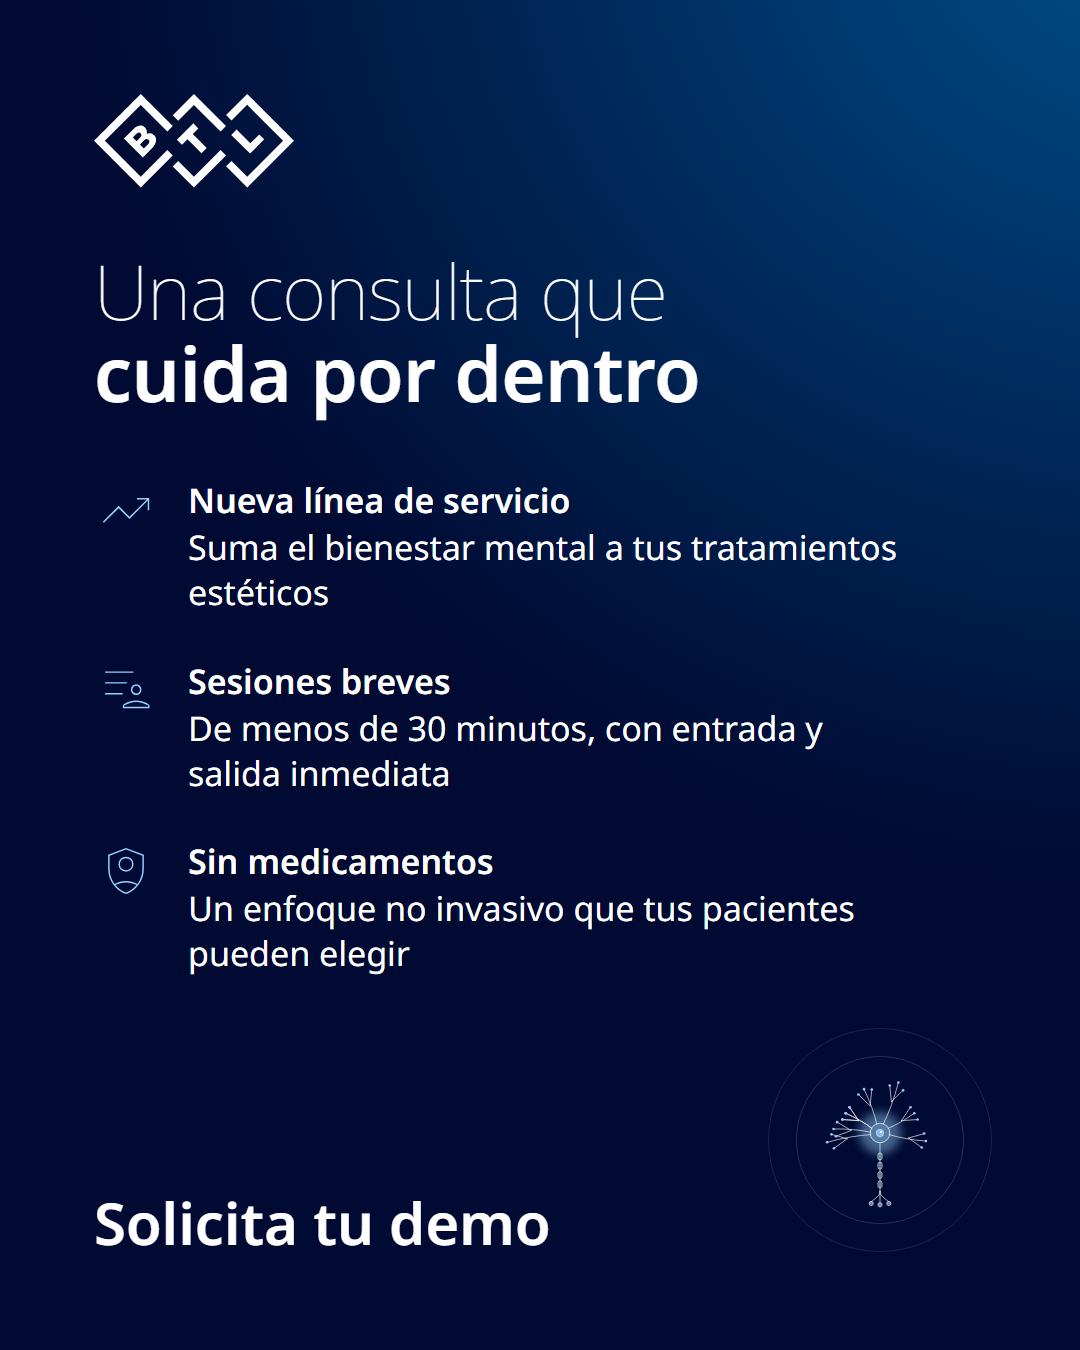 BTL
Una consulta que
cuida por dentro
Nueva línea de servicio
Suma el bienestar mental a tus tratamientos
estéticos
Sesiones breves
De menos de 30 minutos, con entrada y
salida inmediata
Sin medicamentos
Un enfoque no invasivo que tus pacientes
pueden elegir
Solicita tu demo